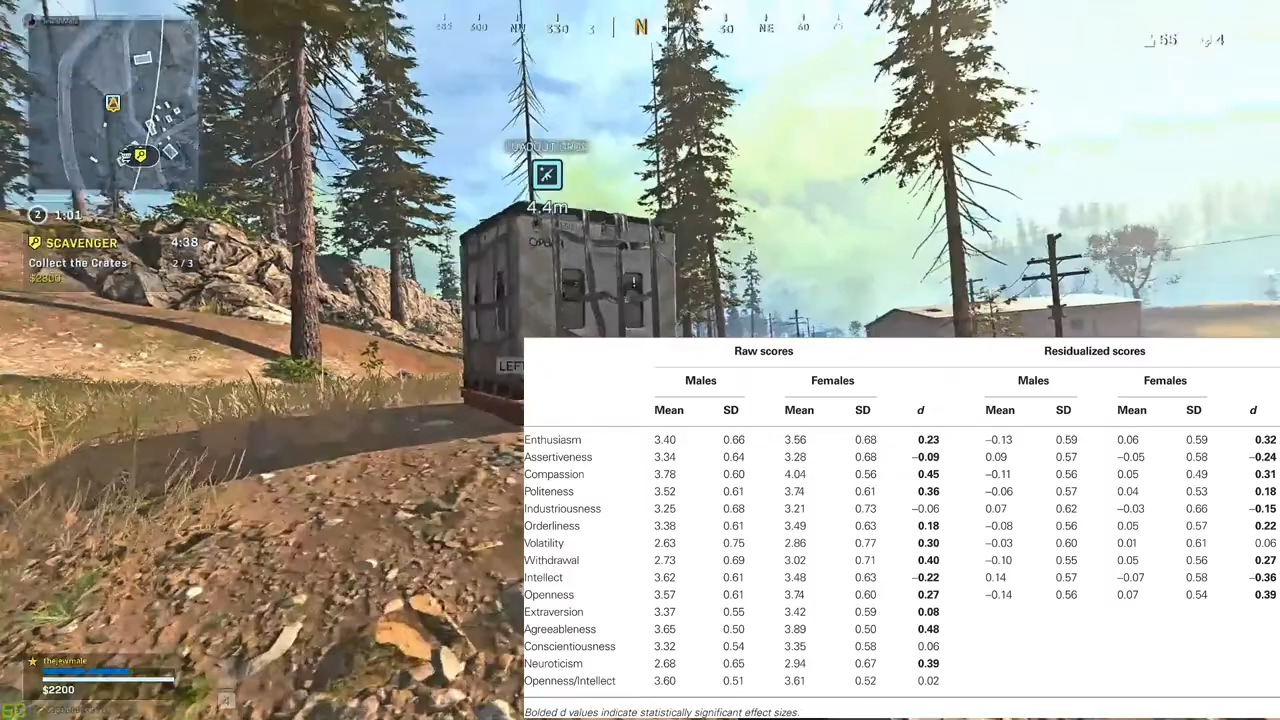 285 300 NW 330 3 N 30 NE 60 75
55 4
4.4m
2 1:01
SCAVENGER 4:38
Collect the Crates 2/3
$2800
LEFT
Raw scores Residualized scores
Males Females Males Females
Mean SD Mean SD d Mean SD Mean SD d
Enthusiasm 3.40 0.66 3.56 0.68 0.23 −0.13 0.59 0.06 0.59 0.32
Assertiveness 3.34 0.64 3.28 0.68 −0.09 0.09 0.57 −0.05 0.58 −0.24
Compassion 3.78 0.60 4.04 0.56 0.45 −0.11 0.56 0.05 0.49 0.31
Politeness 3.52 0.61 3.74 0.61 0.36 −0.06 0.57 0.04 0.53 0.18
Industriousness 3.25 0.68 3.21 0.73 −0.06 0.07 0.62 −0.03 0.66 −0.15
Orderliness 3.38 0.61 3.49 0.63 0.18 −0.08 0.56 0.05 0.57 0.22
Volatility 2.63 0.75 2.86 0.77 0.30 −0.03 0.60 0.01 0.61 0.06
Withdrawal 2.73 0.69 3.02 0.71 0.40 −0.10 0.55 0.05 0.56 0.27
Intellect 3.62 0.61 3.48 0.63 −0.22 0.14 0.57 −0.07 0.58 −0.36
Openness 3.57 0.61 3.74 0.60 0.27 −0.14 0.56 0.07 0.54 0.39
Extraversion 3.37 0.55 3.42 0.59 0.08
Agreeableness 3.65 0.50 3.89 0.50 0.48
Conscientiousness 3.32 0.54 3.35 0.58 0.06
Neuroticism 2.68 0.65 2.94 0.67 0.39
Openness/Intellect 3.60 0.51 3.61 0.52 0.02
Bolded d values indicate statistically significant effect sizes.
thejewmale
$2200
4